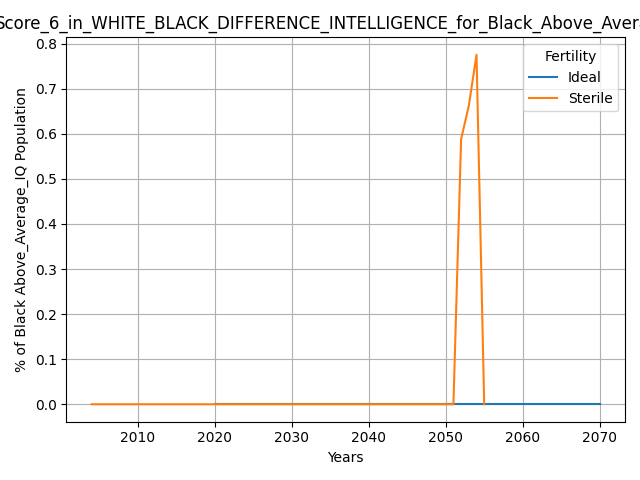 Score_6_in_WHITE_BLACK_DIFFERENCE_INTELLIGENCE_for_Black_Above_Aver
% of Black Above_Average_IQ Population
0.8
0.7
0.6
0.5
0.4
0.3
0.2
0.1
0.0
Fertility
Ideal
Sterile
2010 2020 2030 2040 2050 2060 2070
Years